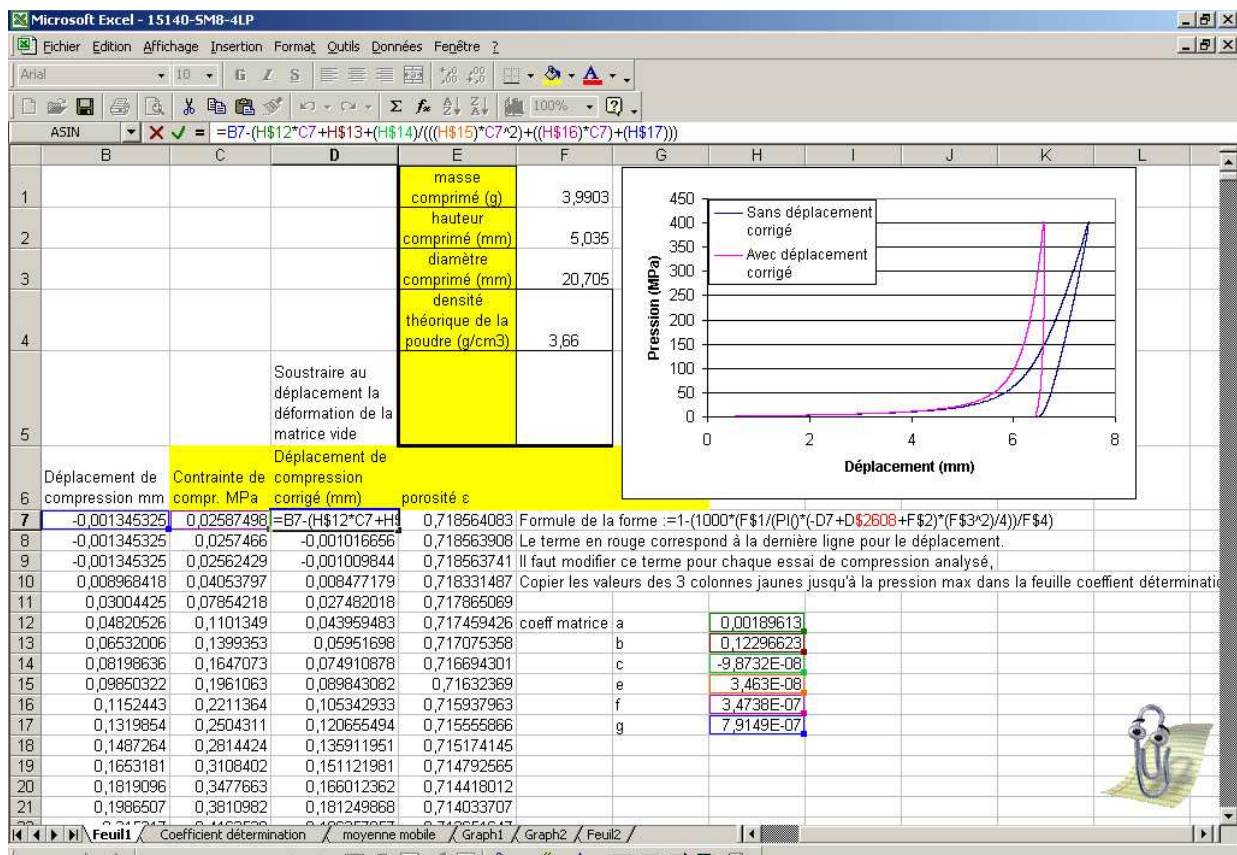 Microsoft Excel - 15140-SM8-4LP
Fichier Edition Affichage Insertion Format Outils Données Fenêtre ?
Arial 10 G I S
100%
ASIN =B7-(H$12*C7+H$13+(H$14)/(((H$15)*C7^2)+((H$16)*C7)+(H$17)))
B C D E F G H I J K L
1 masse comprimé (g) 3,9903
2 hauteur comprimé (mm) 5,035
3 diamètre comprimé (mm) 20,705
4 densité théorique de la poudre (g/cm3) 3,66
5 Soustraire au déplacement la déformation de la matrice vide
450
400
350
300
250
200
150
100
50
0
Pression (MPa)
Sans déplacement corrigé
Avec déplacement corrigé
0 2 4 6 8
Déplacement (mm)
6 Déplacement de compression mm Contrainte de compr. MPa Déplacement de compression corrigé (mm) porosité ε
7 -0,001345325 0,02587498 =B7-(H$12*C7+H$ 0,718564083 Formule de la forme :=1-(1000*(F$1/(PI()*(-D7+D$2608+F$2)*(F$3^2)/4))/F$4)
8 -0,001345325 0,0257466 -0,001016656 0,718563908 Le terme en rouge correspond à la dernière ligne pour le déplacement.
9 -0,001345325 0,02562429 -0,001009844 0,718563741 Il faut modifier ce terme pour chaque essai de compression analysé,
10 0,008968418 0,04053797 0,008477179 0,718331487 Copier les valeurs des 3 colonnes jaunes jusqu'à la pression max dans la feuille coeffient déterminatio
11 0,03004425 0,07854218 0,027482018 0,717865069
12 0,04820526 0,1101349 0,043959483 0,717459426 coeff matrice a 0,00189613
13 0,06532006 0,1399353 0,05951698 0,717075358 b 0,12296623
14 0,08198636 0,1647073 0,074910878 0,716694301 c -9,8732E-08
15 0,09850322 0,1961063 0,089843082 0,71632369 e 3,463E-08
16 0,1152443 0,2211364 0,105342933 0,715937963 f 3,4738E-07
17 0,1319854 0,2504311 0,120655494 0,715555866 g 7,9149E-07
18 0,1487264 0,2814424 0,135911951 0,715174145
19 0,1653181 0,3108402 0,151121981 0,714792565
20 0,1819096 0,3477663 0,166012362 0,714418012
21 0,1986507 0,3810982 0,181249868 0,714033707
Feuil1 Coefficient détermination moyenne mobile Graph1 Graph2 Feuil2